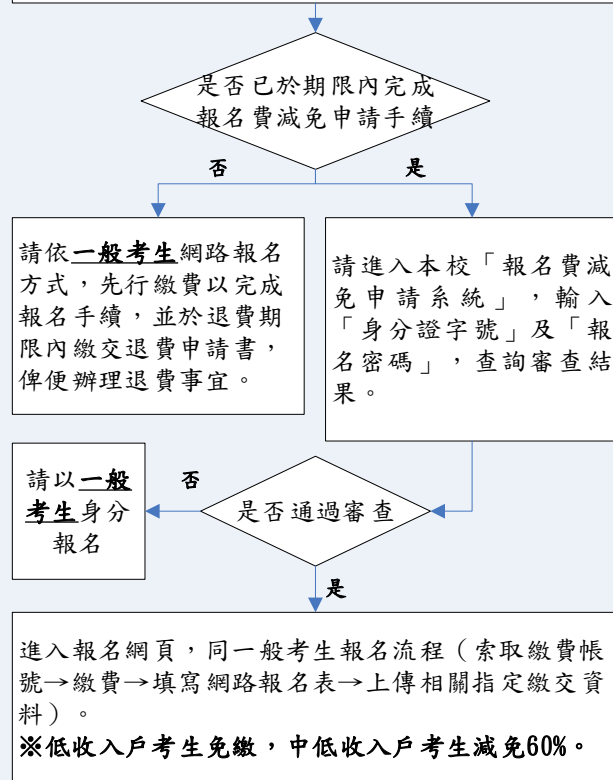 是否已於期限內完成
報名費減免申請手續
否
是
請依一般考生網路報名
方式，先行繳費以完成
報名手續，並於退費期
限內繳交退費申請書，
俾便辦理退費事宜。
請進入本校「報名費減
免申請系統」，輸入
「身分證字號」及「報
名密碼」，查詢審查結
果。
請以一般
考生身分
報名
否
是否通過審查
是
進入報名網頁，同一般考生報名流程（索取繳費帳
號→繳費→填寫網路報名表→上傳相關指定繳交資
料）。
※低收入戶考生免繳，中低收入戶考生減免60%。